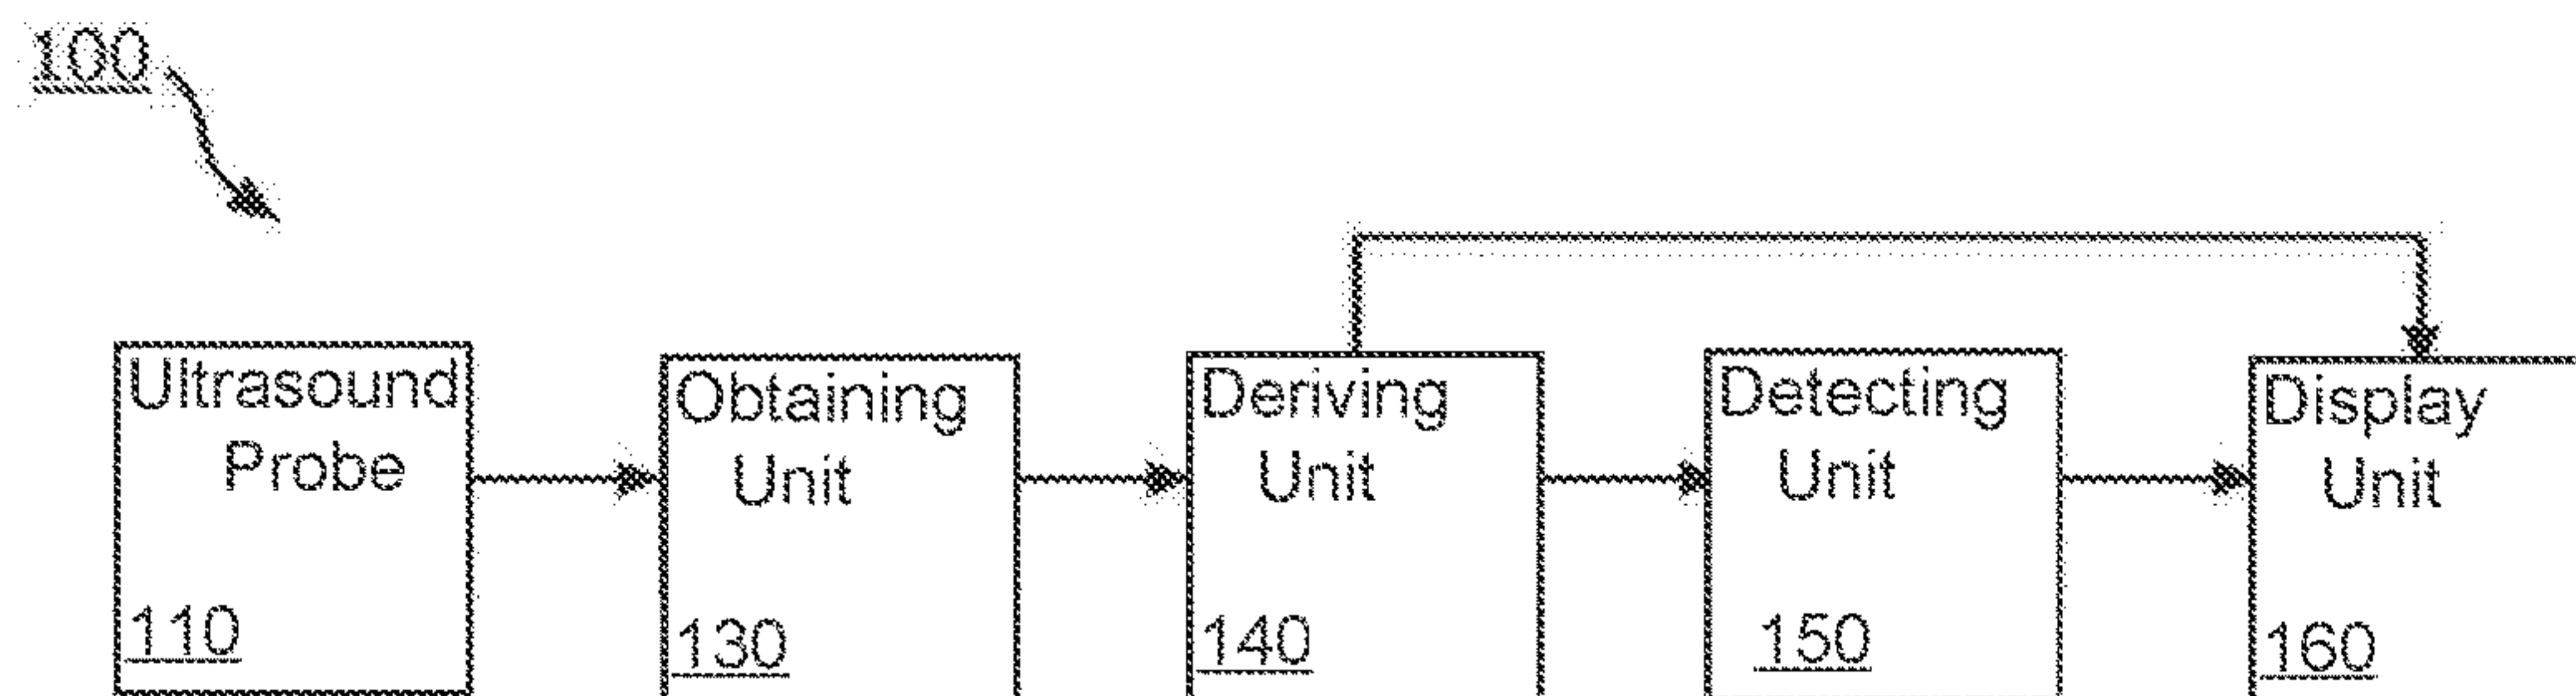 100
Ultrasound
Probe
110
Obtaining
Unit
130
Deriving
Unit
140
Detecting
Unit
150
Display
Unit
160